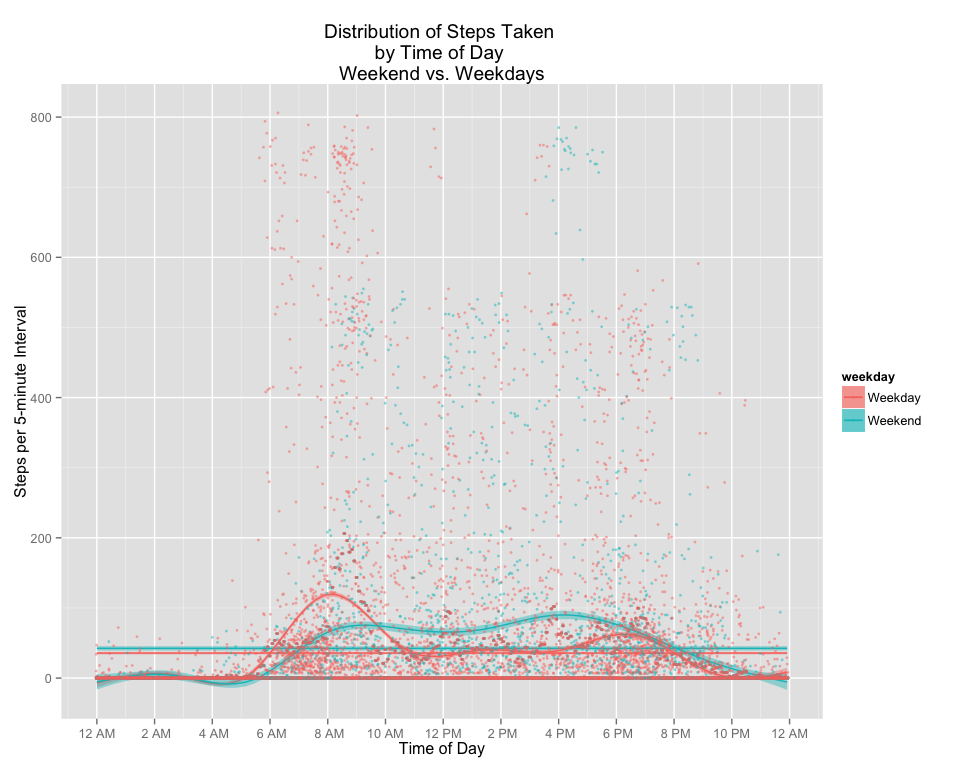 Distribution of Steps Taken
by Time of Day
Weekend vs. Weekdays
Steps per 5-minute Interval
800
600
400
200
0
12 AM 2 AM 4 AM 6 AM 8 AM 10 AM 12 PM 2 PM 4 PM 6 PM 8 PM 10 PM 12 AM
Time of Day
weekday
Weekday
Weekend